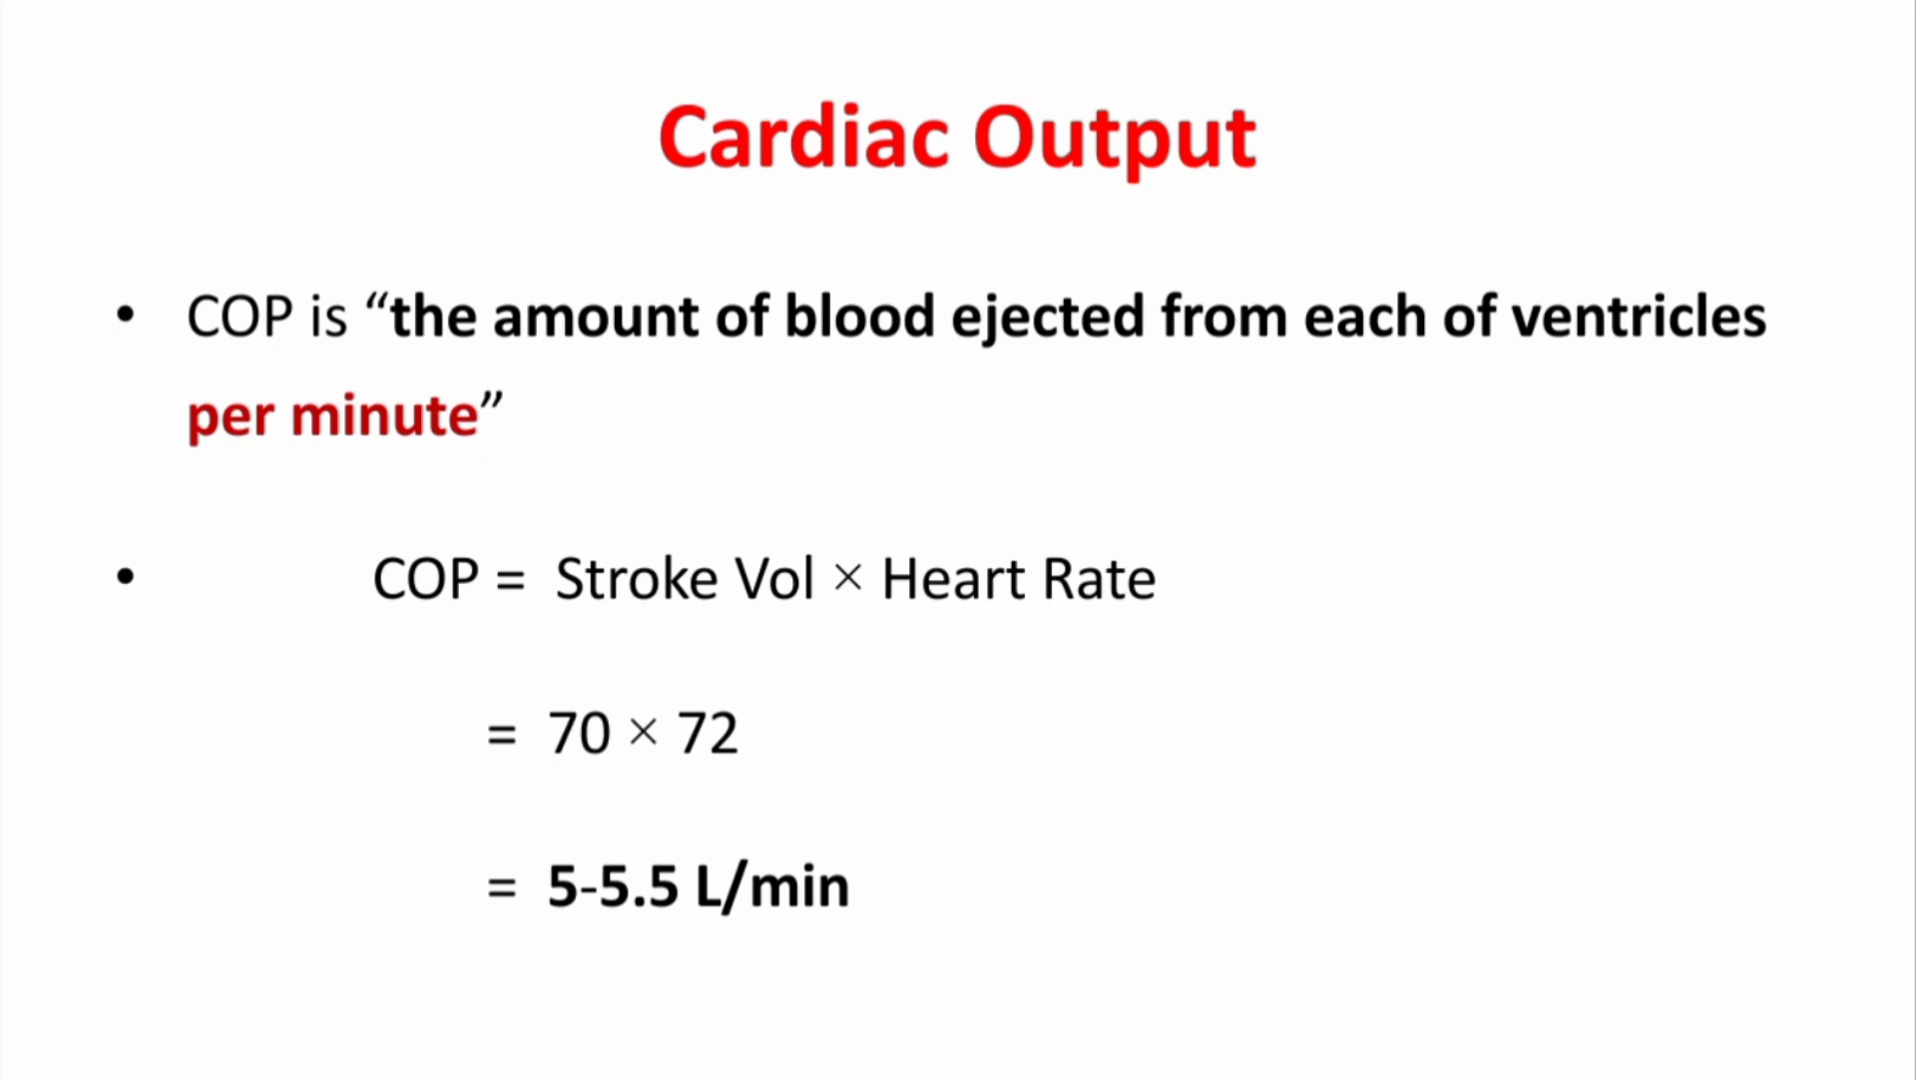 Cardiac Output
• COP is “the amount of blood ejected from each of ventricles
per minute”
• COP = Stroke Vol × Heart Rate
= 70 × 72
= 5-5.5 L/min